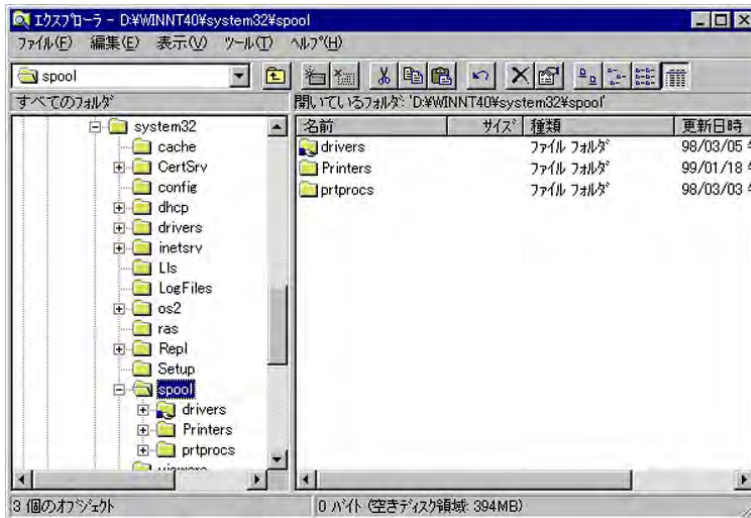 エクスプローラ - D:¥WINNT40¥system32¥spool
ファイル(F) 編集(E) 表示(V) ツール(T) ヘルプ(H)
spool
すべてのフォルダ
開いているフォルダ: 'D:¥WINNT40¥system32¥spool'
system32
cache
CertSrv
config
dhcp
drivers
inetsrv
Lls
LogFiles
os2
ras
Repl
Setup
spool
drivers
Printers
prtprocs
名前 サイズ 種類 更新日時
drivers ファイル フォルダ 98/03/05
Printers ファイル フォルダ 99/01/18
prtprocs ファイル フォルダ 98/03/03
3 個のオブジェクト
0 バイト (空きディスク領域: 394MB)